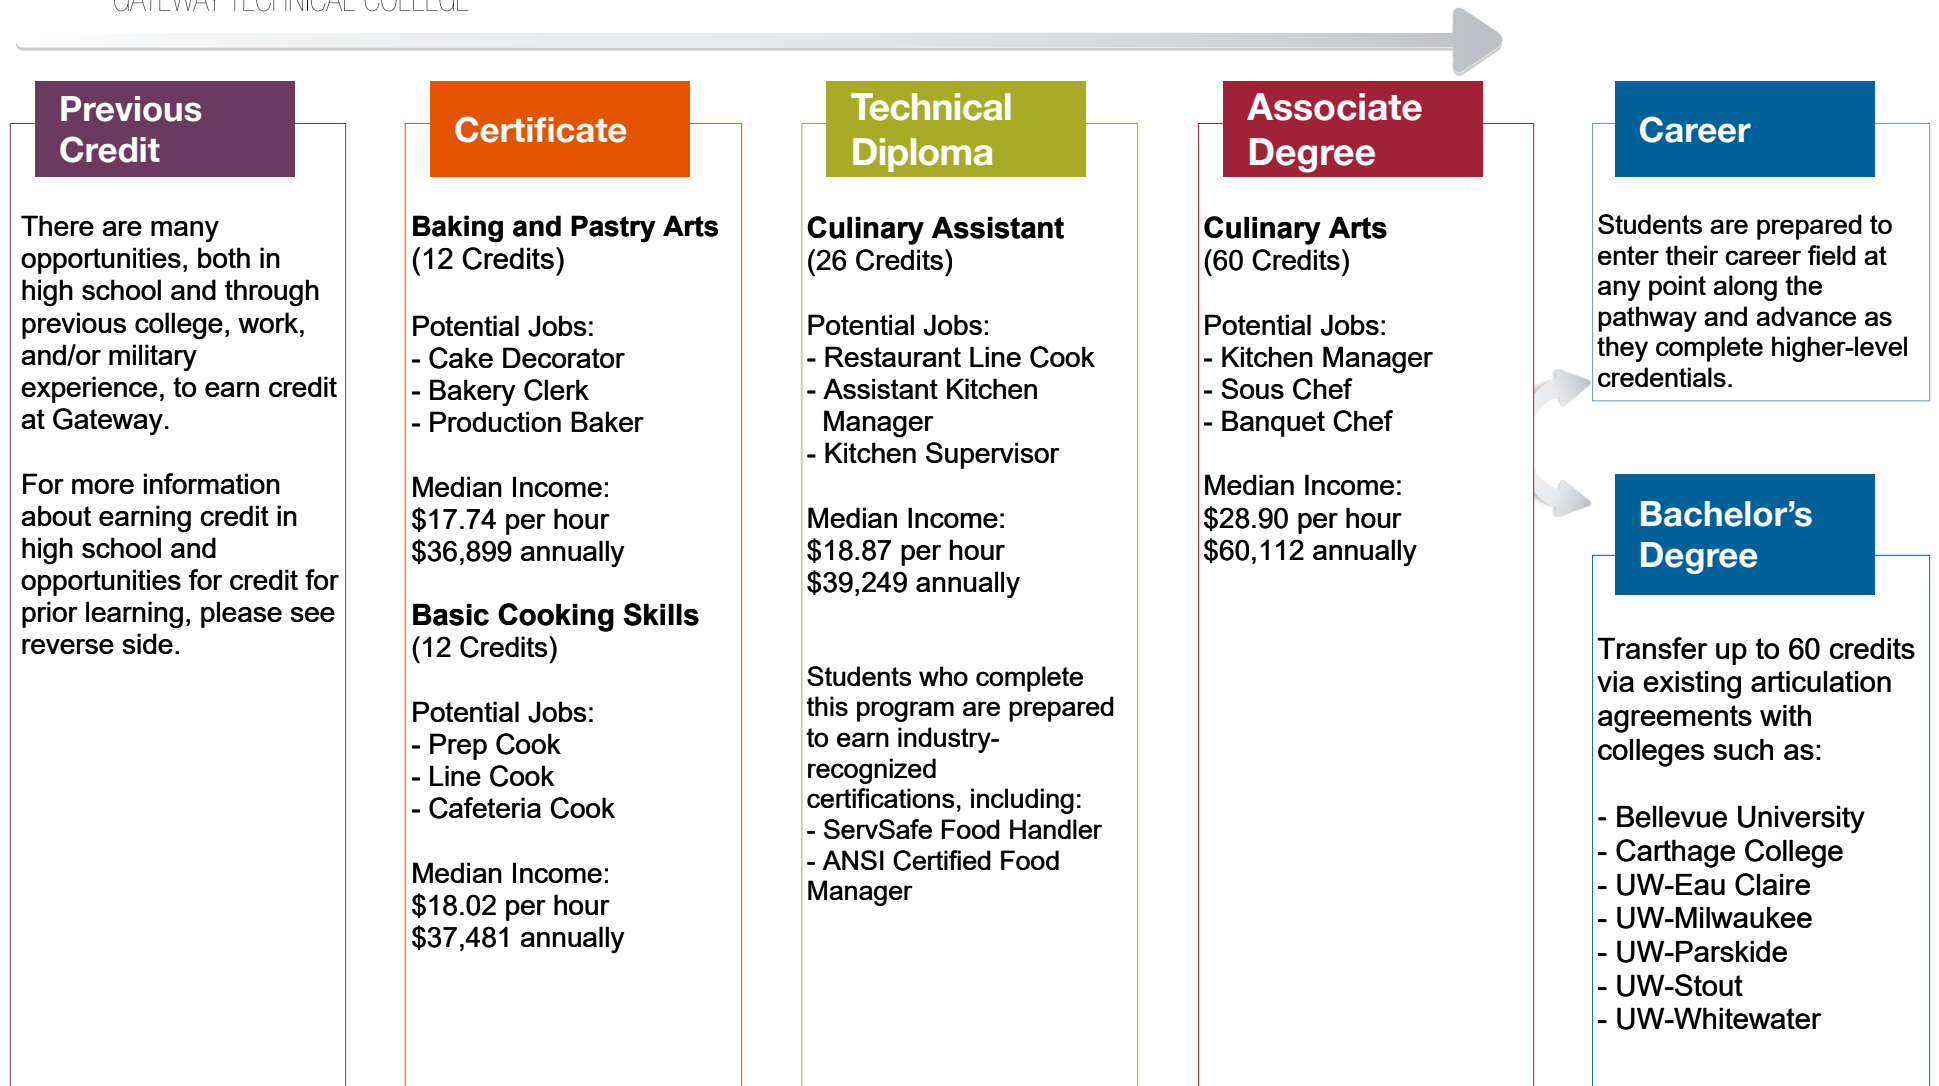 GATEWAY TECHNICAL COLLEGE
Previous
Credit
There are many
opportunities, both in
high school and through
previous college, work,
and/or military
experience, to earn credit
at Gateway.
For more information
about earning credit in
high school and
opportunities for credit for
prior learning, please see
reverse side.
Certificate
Baking and Pastry Arts
(12 Credits)
Potential Jobs:
- Cake Decorator
- Bakery Clerk
- Production Baker
Median Income:
$17.74 per hour
$36,899 annually
Basic Cooking Skills
(12 Credits)
Potential Jobs:
- Prep Cook
- Line Cook
- Cafeteria Cook
Median Income:
$18.02 per hour
$37,481 annually
Technical
Diploma
Culinary Assistant
(26 Credits)
Potential Jobs:
- Restaurant Line Cook
- Assistant Kitchen
Manager
- Kitchen Supervisor
Median Income:
$18.87 per hour
$39,249 annually
Students who complete
this program are prepared
to earn industry-
recognized
certifications, including:
- ServSafe Food Handler
- ANSI Certified Food
Manager
Associate
Degree
Culinary Arts
(60 Credits)
Potential Jobs:
- Kitchen Manager
- Sous Chef
- Banquet Chef
Median Income:
$28.90 per hour
$60,112 annually
Career
Students are prepared to
enter their career field at
any point along the
pathway and advance as
they complete higher-level
credentials.
Bachelor’s
Degree
Transfer up to 60 credits
via existing articulation
agreements with
colleges such as:
- Bellevue University
- Carthage College
- UW-Eau Claire
- UW-Milwaukee
- UW-Parskide
- UW-Stout
- UW-Whitewater